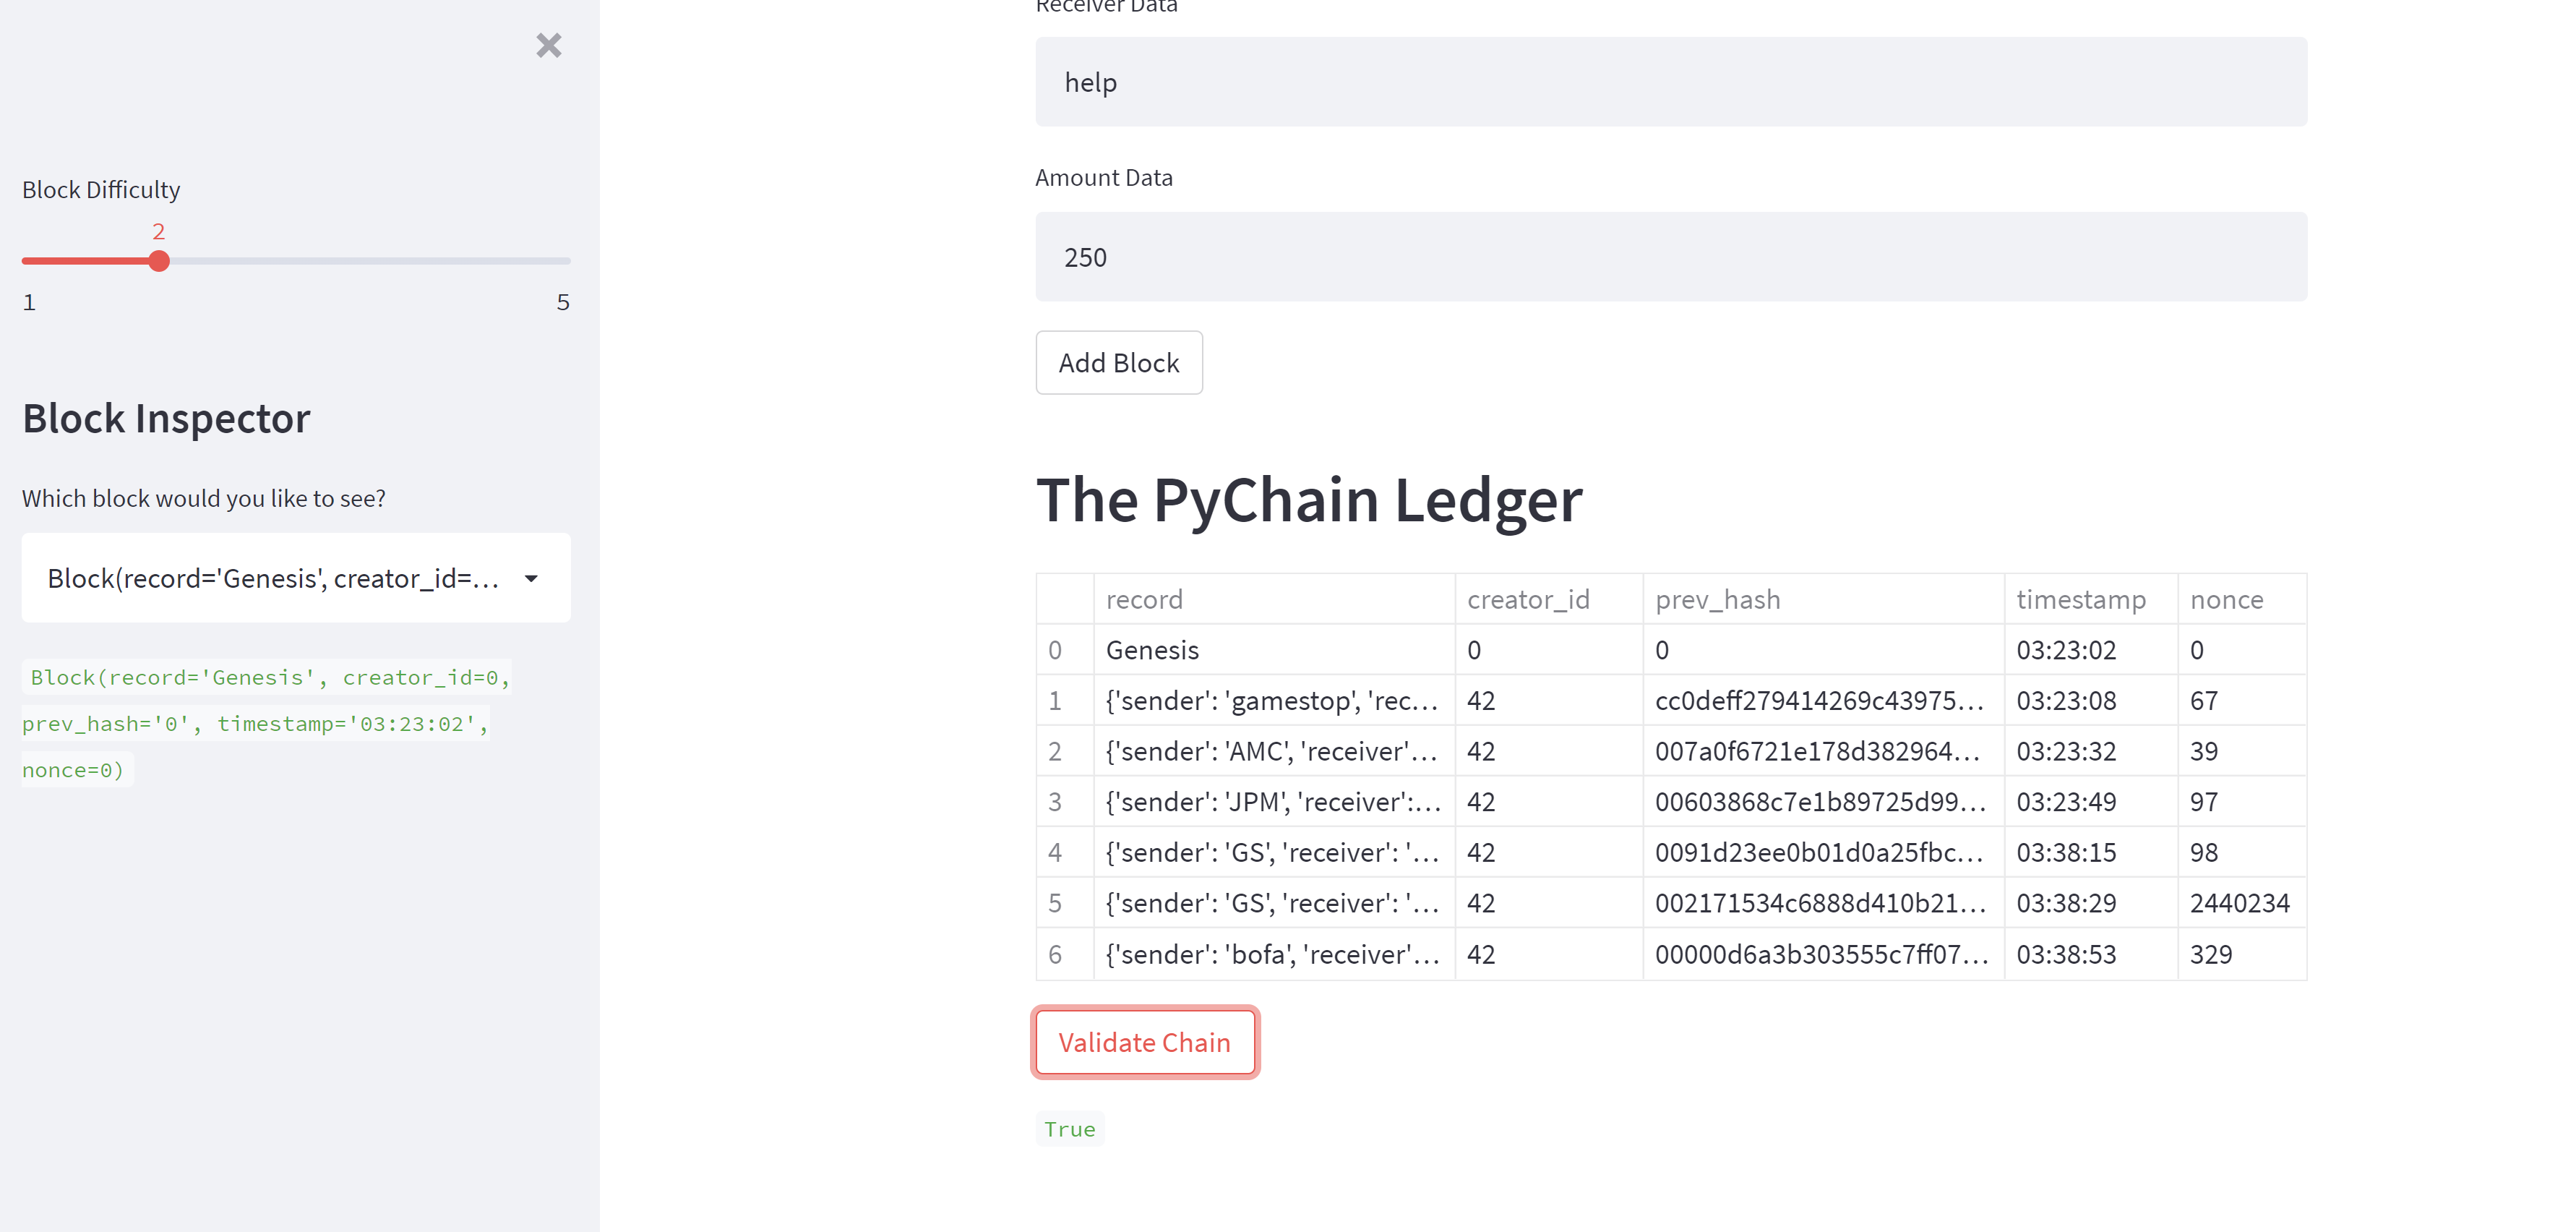 Block Difficulty
2
1 5
Block Inspector
Which block would you like to see?
Block(record='Genesis', creator_id=...
Block(record='Genesis', creator_id=0,
prev_hash='0', timestamp='03:23:02',
nonce=0)
Receiver Data
help
Amount Data
250
Add Block
The PyChain Ledger
record creator_id prev_hash timestamp nonce
0 Genesis 0 0 03:23:02 0
1 {'sender': 'gamestop', 'rec... 42 cc0deff279414269c43975... 03:23:08 67
2 {'sender': 'AMC', 'receiver'... 42 007a0f6721e178d382964... 03:23:32 39
3 {'sender': 'JPM', 'receiver':... 42 00603868c7e1b89725d99... 03:23:49 97
4 {'sender': 'GS', 'receiver': '... 42 0091d23ee0b01d0a25fbc... 03:38:15 98
5 {'sender': 'GS', 'receiver': '... 42 002171534c6888d410b21... 03:38:29 2440234
6 {'sender': 'bofa', 'receiver'... 42 00000d6a3b303555c7ff07... 03:38:53 329
Validate Chain
True